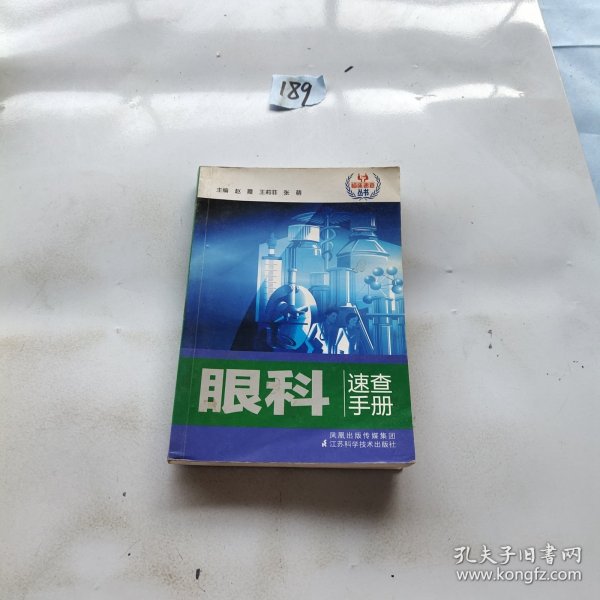 189
主编 赵霞 王莉菲 张萌
临床速查
丛书
眼科
速查
手册
凤凰出版传媒集团
江苏科学技术出版社
孔夫子旧书网
www.kongfz.com